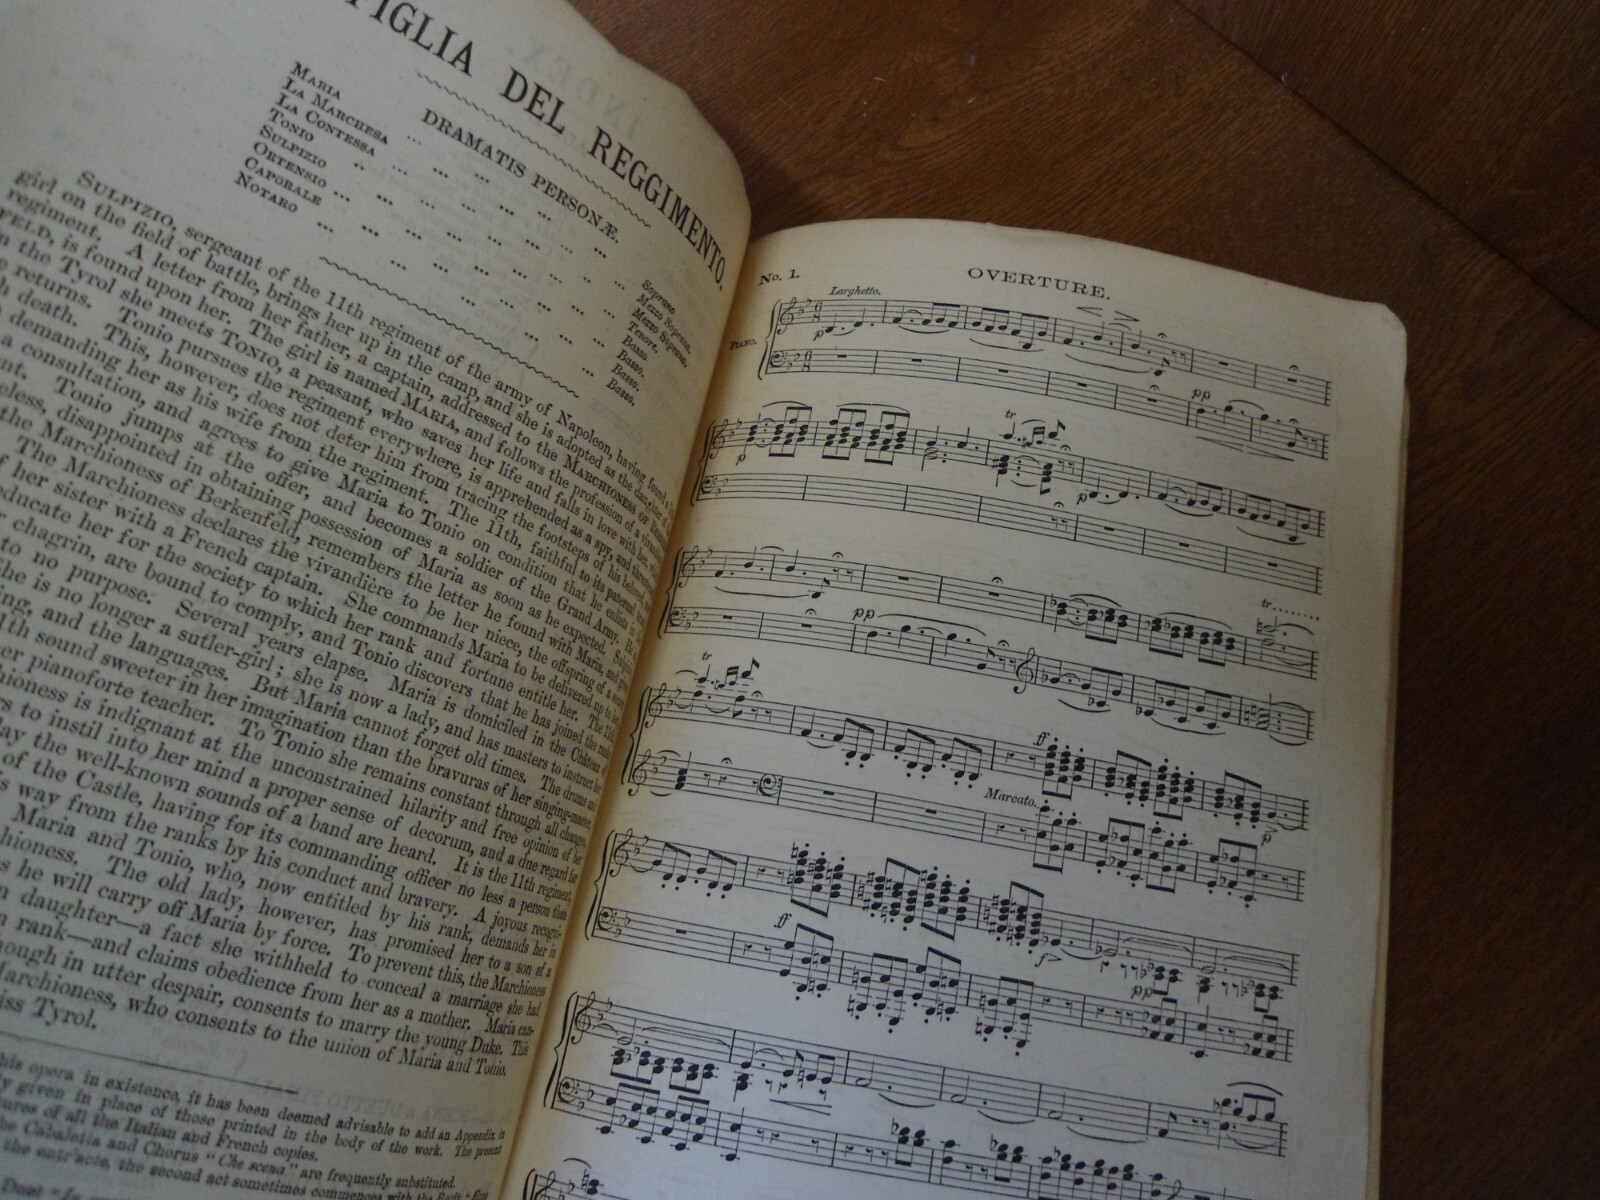 FIGLIA DEL REGGIMENTO.
DRAMATIS PERSONÆ.
MARIA ... Soprano
LA MARCHESA ... Mezzo Soprano.
LA CONTESSA ... Mezzo Soprano.
TONIO ... Tenore.
SULPIZIO ... Basso
ORTENSIO ... Basso.
CAPORALE ... Basso.
NOTARO ...
SULPIZIO, sergeant of the 11th regiment of the army of Napoleon, having found a
girl on the field of battle, brings her up in the camp, and she is adopted as the daughter of
regiment. A letter from her father, a captain, addressed to the MARCHIONESS OF
is found upon her. The girl is named MARIA, and follows the profession of a
the Tyrol she meets TONIO, a peasant, who saves her life and falls in love with her.
returns. Tonio pursues the regiment everywhere, is apprehended as a spy, and
death. This, however, does not deter him from tracing the footsteps of his beloved,
demanding her as his wife from the regiment. The 11th, faithful to its paternal
a consultation, and agrees to give Maria to Tonio on condition that he enlists
Tonio jumps at the offer, and becomes a soldier of the Grand Army.
disappointed in obtaining possession of Maria as soon as he expected.
the Marchioness of Berkenfeld, remembers the letter he found with Maria, and
The Marchioness declares the vivandière to be her niece, the offspring of a
her sister with a French captain. She commands Maria to be delivered up to
educate her for the society to which her rank and fortune entitle her. The 11th
chagrin, are bound to comply, and Tonio discovers that he has joined the
to no purpose. Several years elapse. Maria is domiciled in the Château
She is no longer a sutler-girl; she is now a lady, and has masters to instruct her
and the languages. But Maria cannot forget old times. The drums
11th sound sweeter in her imagination than the bravuras of her singing-master
her pianoforte teacher. To Tonio she remains constant through all changes.
is indignant at the unconstrained hilarity and free opinion of her
to instil into her mind a proper sense of decorum, and a due regard for
the well-known sounds of a band are heard. It is the 11th regiment,
of the Castle, having for its commanding officer no less a person than
way from the ranks by his conduct and bravery. A joyous
Maria and Tonio, who, now entitled by his rank, demands her
The old lady, however, has promised her to a son of a
he will carry off Maria by force. To prevent this, the Marchioness
daughter—a fact she withheld to conceal a marriage she had
rank—and claims obedience from her as a mother. Maria can-
in utter despair, consents to marry the young Duke. This
who consents to the union of Maria and Tonio.
Tyrol.
opera in existence, it has been deemed advisable to add an Appendix
given in place of those printed in the body of the work. The present
of all the Italian and French copies.
Cabaletta and Chorus "Che scena" are frequently substituted.
the entr'acte, the second act sometimes commences with the
Duet
No. 1.
OVERTURE.
Larghetto.
PIANO.
p
pp
tr
p
p
pp
tr
tr
ff
Marcato.
p
ff
pp